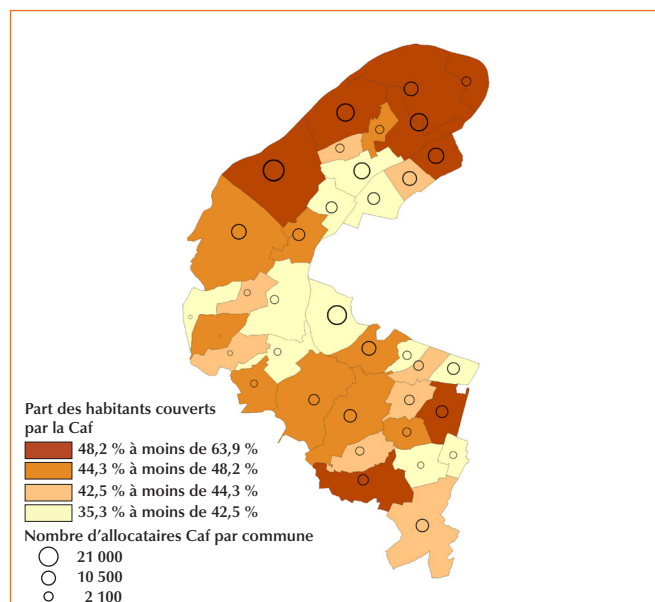 Part des habitants couverts
par la Caf
48,2 % à moins de 63,9 %
44,3 % à moins de 48,2 %
42,5 % à moins de 44,3 %
35,3 % à moins de 42,5 %
Nombre d’allocataires Caf par commune
21 000
10 500
2 100